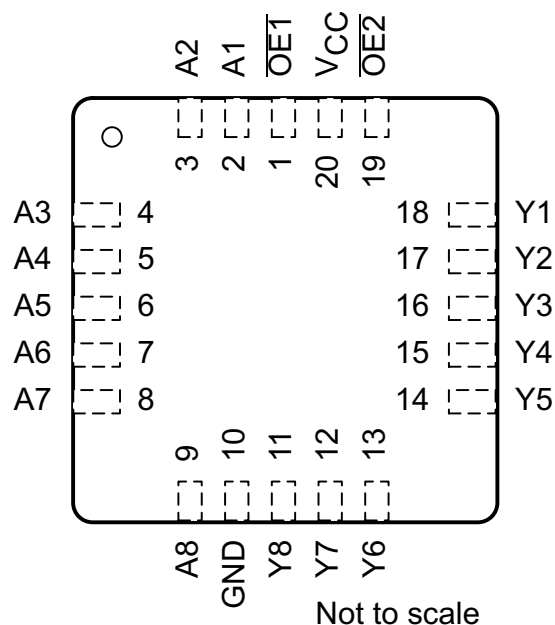 A2 A1 O̅E̅1̅ VCC O̅E̅2̅
3 2 1 20 19
A3 4 18 Y1
A4 5 17 Y2
A5 6 16 Y3
A6 7 15 Y4
A7 8 14 Y5
9 10 11 12 13
A8 GND Y8 Y7 Y6
Not to scale